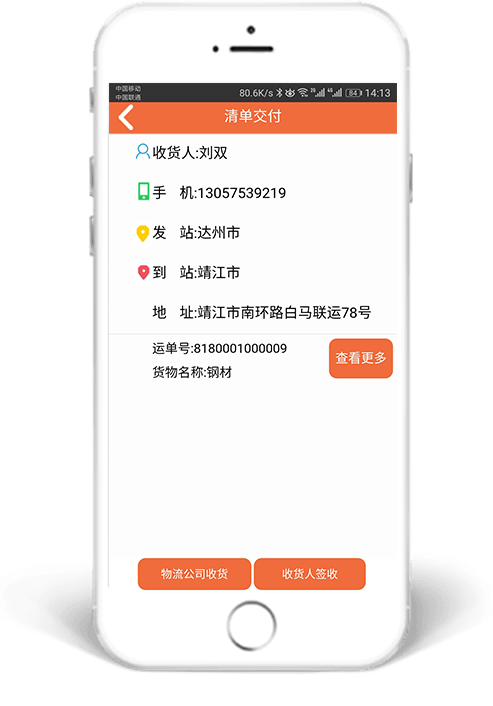 中国移动
中国联通
80.6K/s 2G 4G 84 14:13
清单交付
收货人:刘双
手 机:13057539219
发 站:达州市
到 站:靖江市
地 址:靖江市南环路白马联运78号
运单号:8180001000009
货物名称:钢材
查看更多
物流公司收货 收货人签收